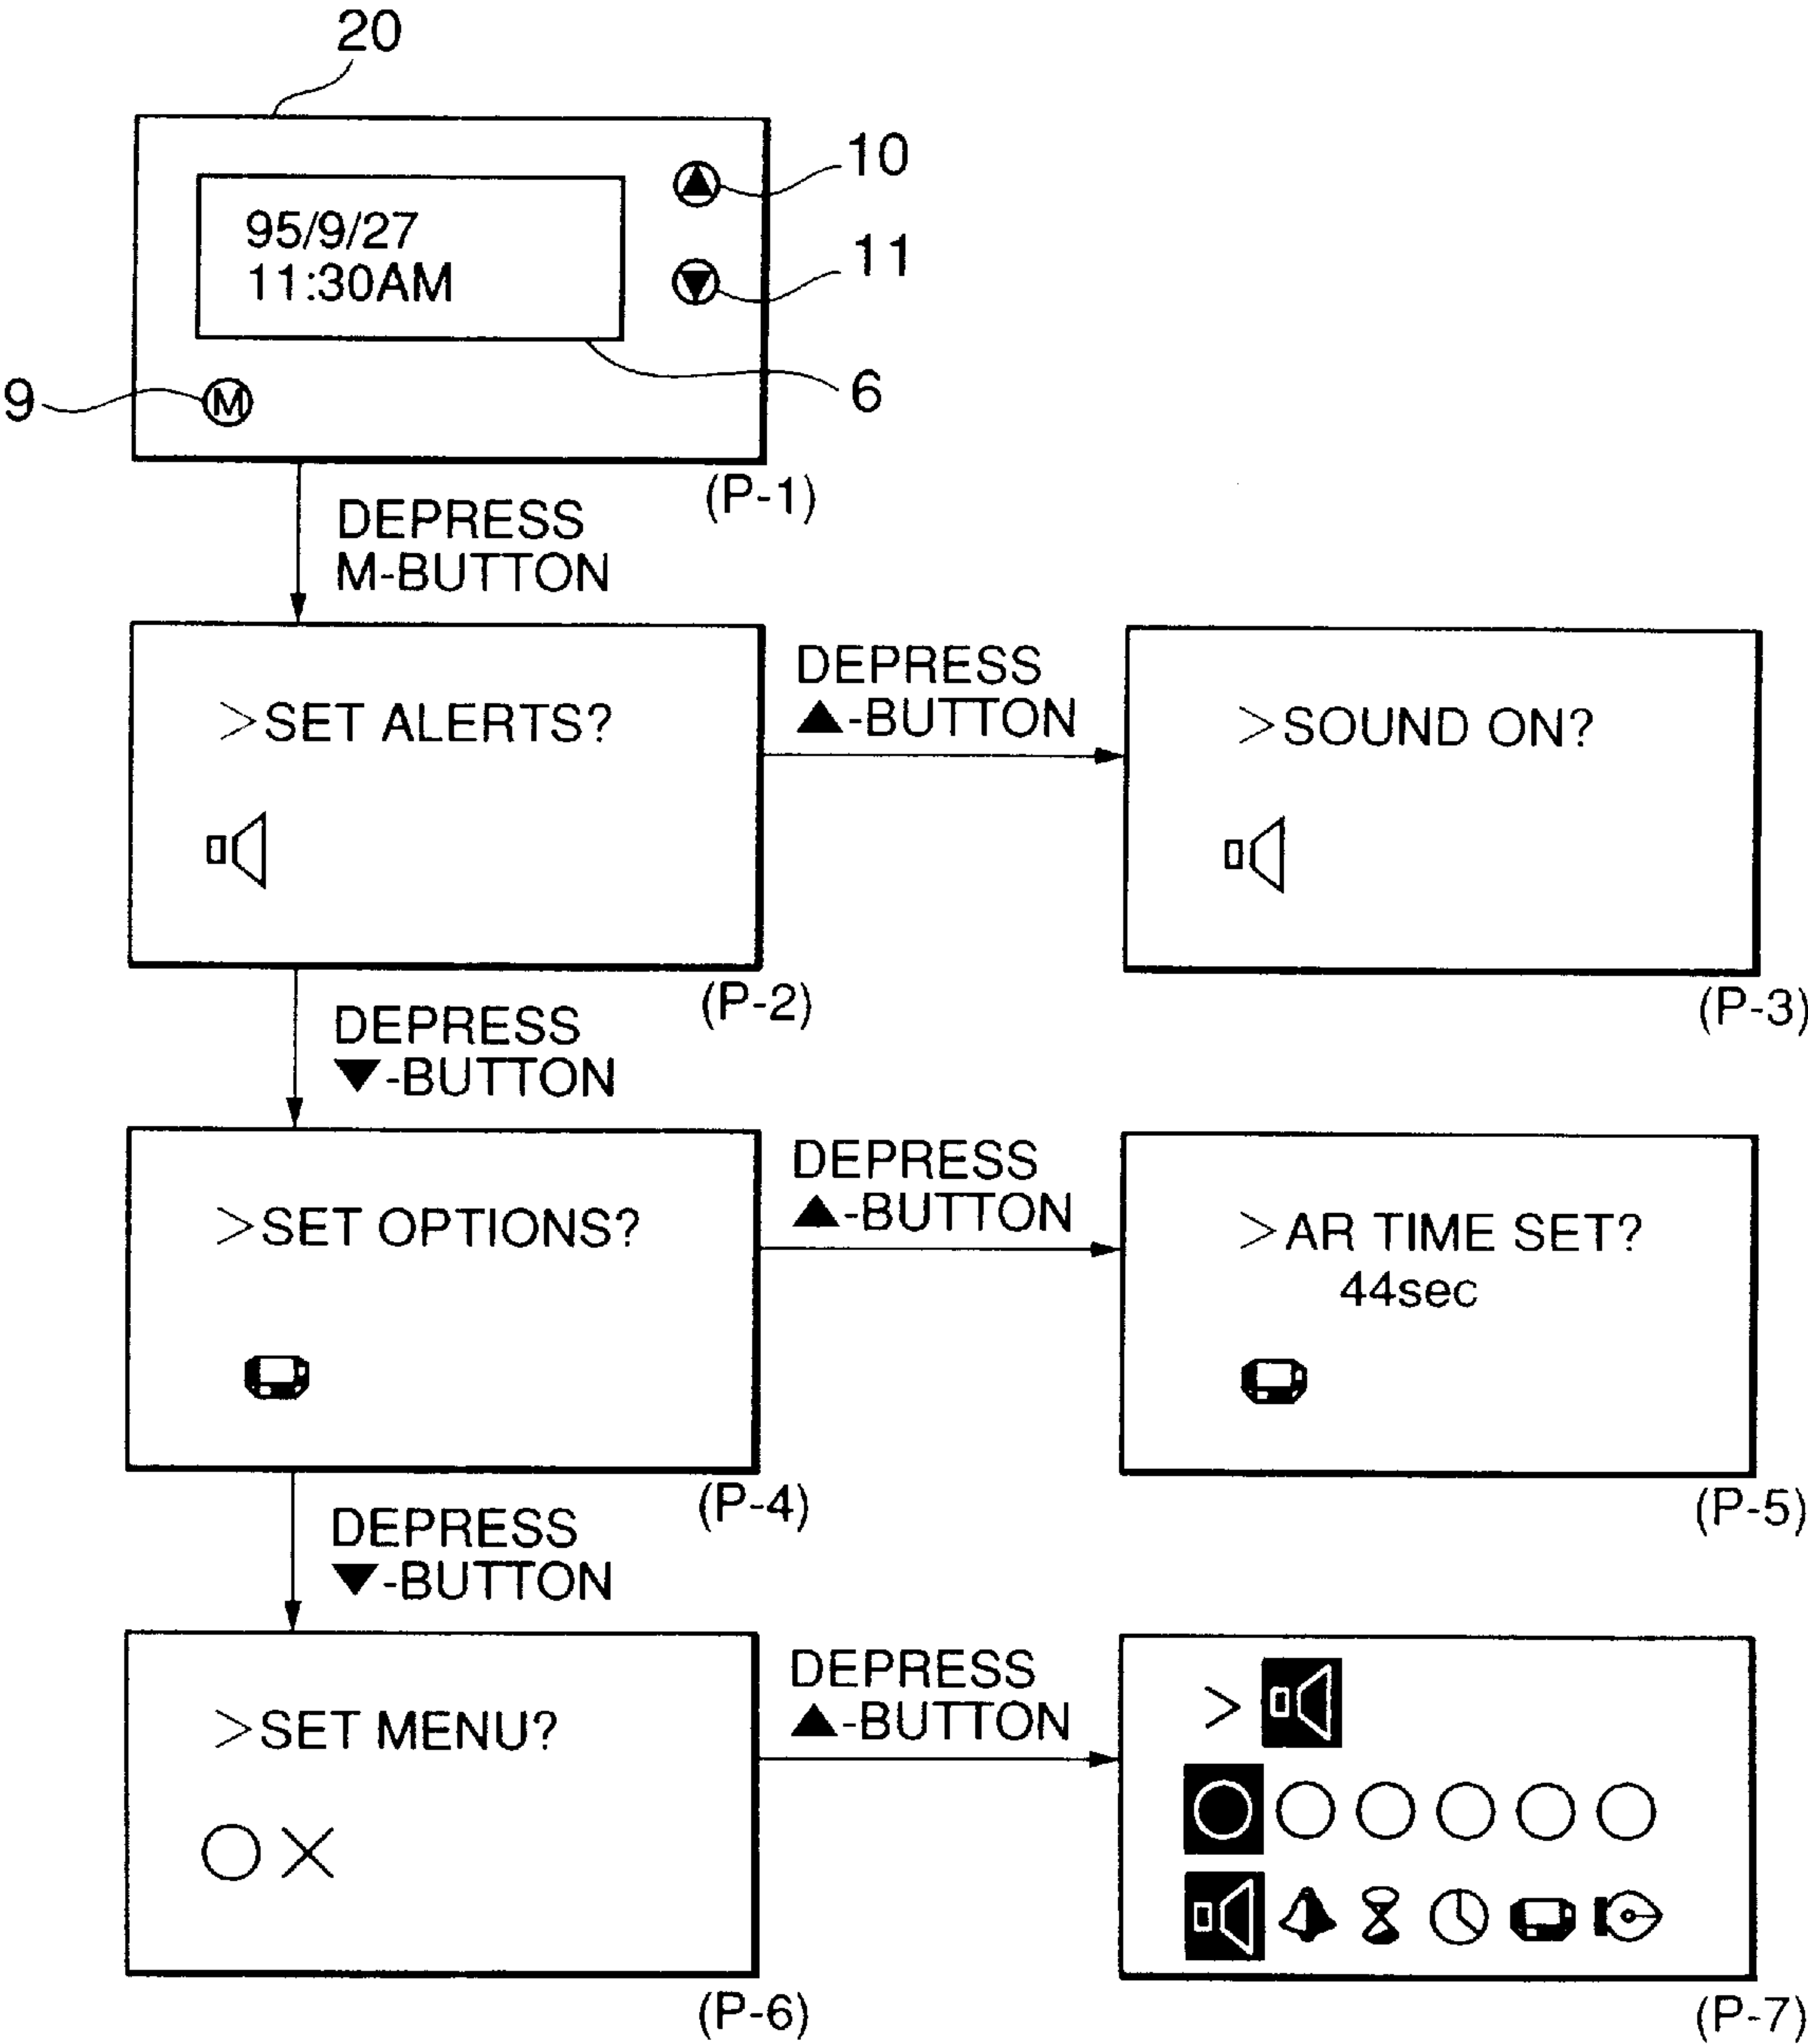 20
10
95/9/27
11:30AM
11
9
M
6
(P-1)
DEPRESS
M-BUTTON
>SET ALERTS?
(P-2)
DEPRESS
▲-BUTTON
>SOUND ON?
(P-3)
DEPRESS
▼-BUTTON
>SET OPTIONS?
(P-4)
DEPRESS
▲-BUTTON
>AR TIME SET?
44sec
(P-5)
DEPRESS
▼-BUTTON
>SET MENU?
○×
(P-6)
DEPRESS
▲-BUTTON
>
(P-7)